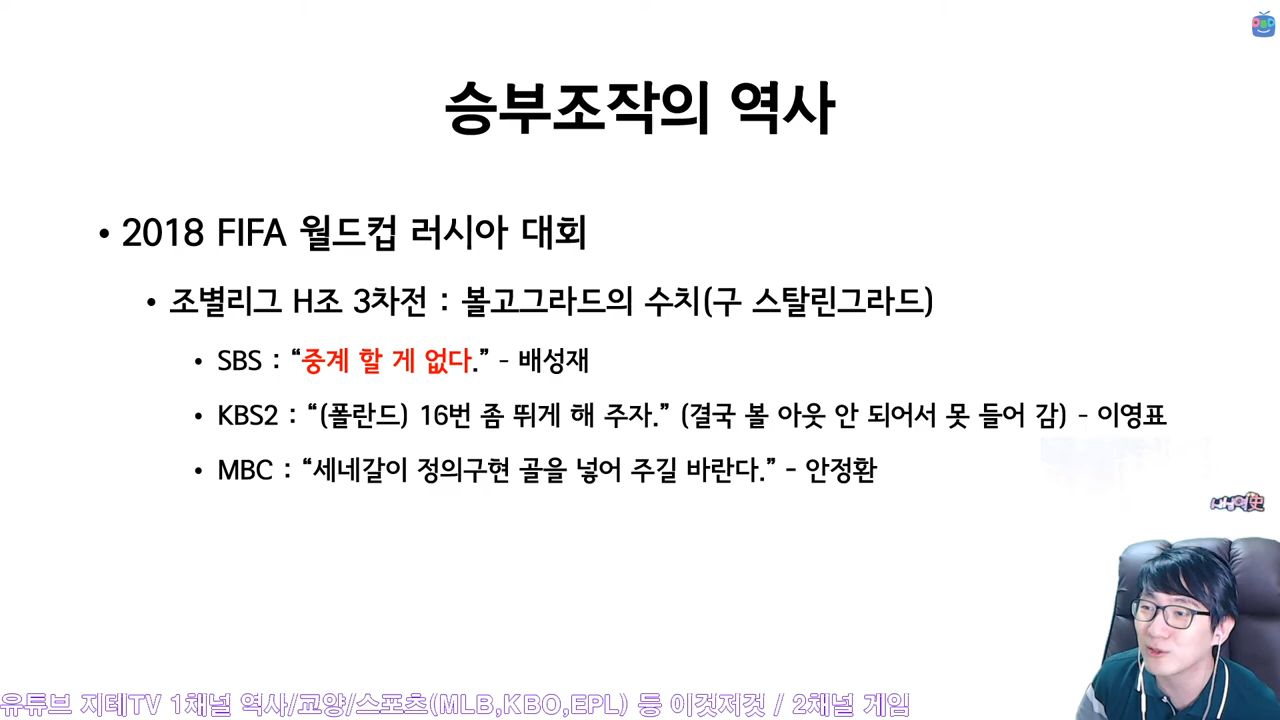 승부조작의 역사
• 2018 FIFA 월드컵 러시아 대회
• 조별리그 H조 3차전 : 볼고그라드의 수치(구 스탈린그라드)
• SBS : “중계 할 게 없다.” - 배성재
• KBS2 : “(폴란드) 16번 좀 뛰게 해 주자.” (결국 볼 아웃 안 되어서 못 들어 감) - 이영표
• MBC : “세네갈이 정의구현 골을 넣어 주길 바란다.” - 안정환
유튜브 지테TV 1채널 역사/교양/스포츠(MLB,KBO,EPL) 등 이것저것 / 2채널 게임